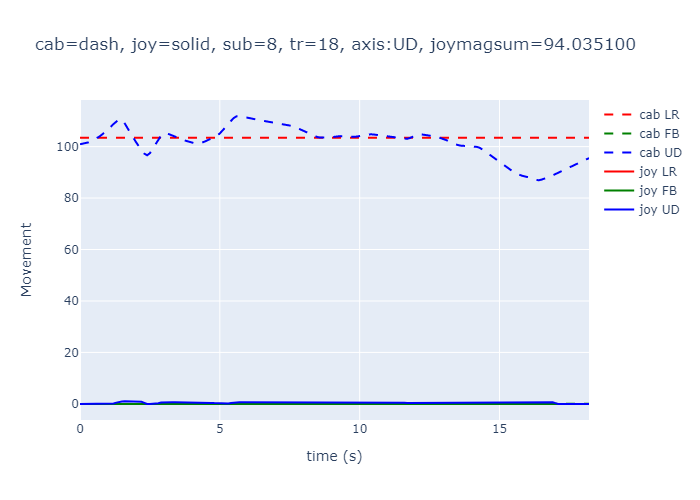 cab=dash, joy=solid, sub=8, tr=18, axis:UD, joymagsum=94.035100
cab LR
cab FB
cab UD
joy LR
joy FB
joy UD
Movement
100
80
60
40
20
0
0 5 10 15
time (s)